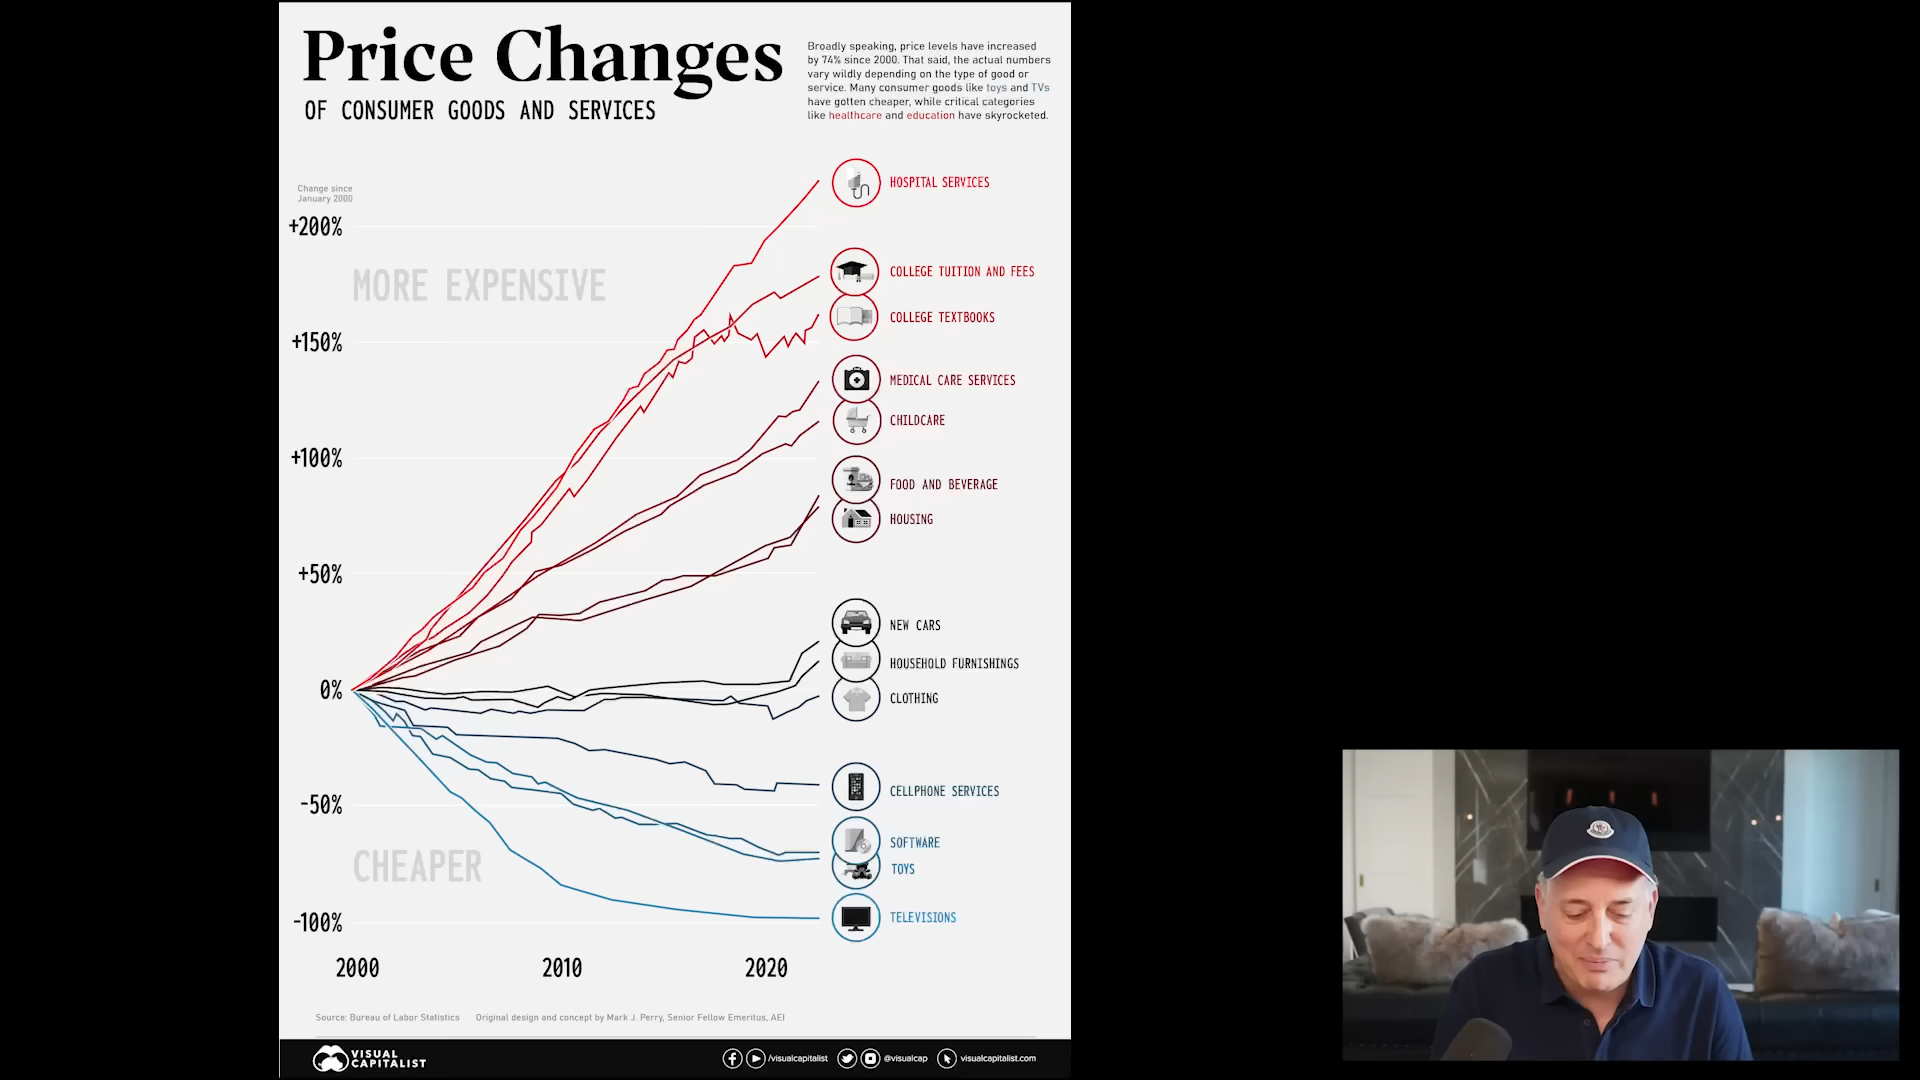 Price Changes
OF CONSUMER GOODS AND SERVICES
Broadly speaking, price levels have increased
by 74% since 2000. That said, the actual numbers
vary wildly depending on the type of good or
service. Many consumer goods like toys and TVs
have gotten cheaper, while critical categories
like healthcare and education have skyrocketed.
Change since
January 2000
+200%
+150%
+100%
+50%
0%
-50%
-100%
MORE EXPENSIVE
CHEAPER
HOSPITAL SERVICES
COLLEGE TUITION AND FEES
COLLEGE TEXTBOOKS
MEDICAL CARE SERVICES
CHILDCARE
FOOD AND BEVERAGE
HOUSING
NEW CARS
HOUSEHOLD FURNISHINGS
CLOTHING
CELLPHONE SERVICES
SOFTWARE
TOYS
TELEVISIONS
2000 2010 2020
Source: Bureau of Labor Statistics Original design and concept by Mark J. Perry, Senior Fellow Emeritus, AEI
VISUAL
CAPITALIST
/visualcapitalist @visualcap visualcapitalist.com